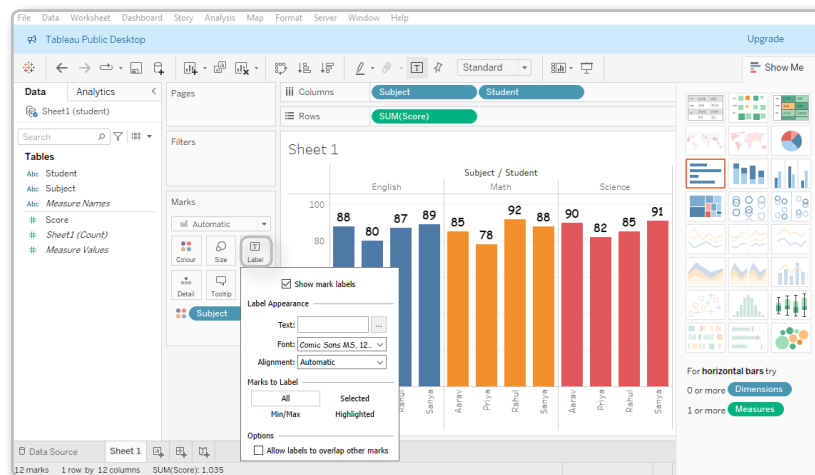 File Data Worksheet Dashboard Story Analysis Map Format Server Window Help
Tableau Public Desktop Upgrade
Standard Show Me
Data Analytics
Sheet1 (student)
Search
Tables
Abc Student
Abc Subject
Abc Measure Names
# Score
# Sheet1 (Count)
# Measure Values
Pages
Filters
Marks
Automatic
Colour Size Label
Detail Tooltip
Subject
Columns Subject Student
Rows SUM(Score)
Sheet 1
Subject / Student
English Math Science
100
80
88 80 87 89 85 78 92 88 90 82 85 91
Rahul Sanya Aarav Priya Rahul Sanya Aarav Priya Rahul Sanya
Show mark labels
Label Appearance
Text: ...
Font: Comic Sans MS, 12...
Alignment: Automatic
Marks to Label
All Selected
Min/Max Highlighted
Options
Allow labels to overlap other marks
For horizontal bars try
0 or more Dimensions
1 or more Measures
Data Source Sheet 1
12 marks 1 row by 12 columns SUM(Score): 1.035